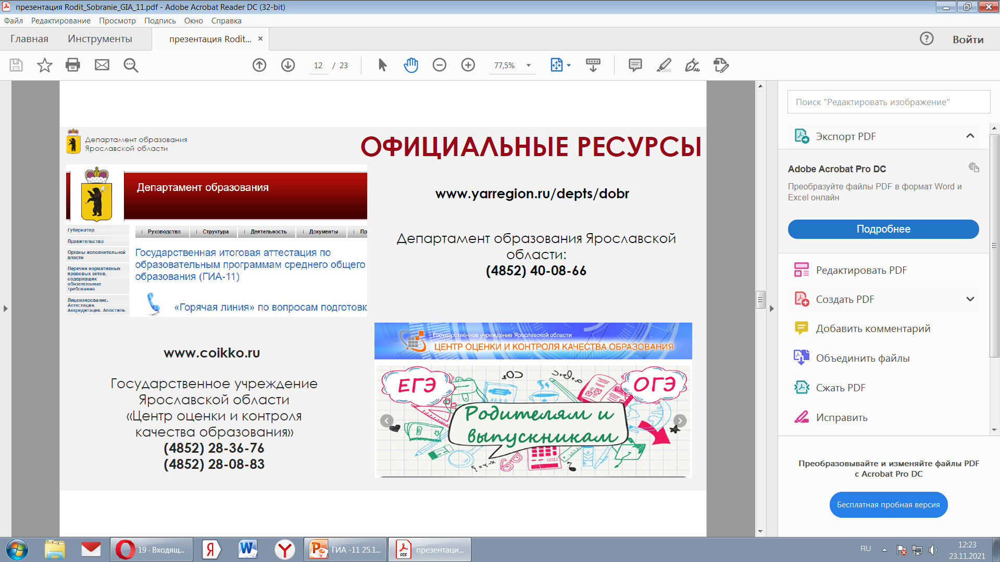 презентация Rodit_Sobranie_GIA_11.pdf - Adobe Acrobat Reader DC (32-bit)
Файл Редактирование Просмотр Подпись Окно Справка
Главная Инструменты презентация Rodit... × Войти
12 / 23 77,5%
Департамент образования
Ярославской области
ОФИЦИАЛЬНЫЕ РЕСУРСЫ
Департамент образования
Губернатор
Правительство
Органы исполнительной
власти
Перечни нормативных
правовых актов,
содержащих
обязательные
требования
Лицензирование.
Аттестация.
Аккредитация. Апостиль
Руководство Структура Деятельность Документы Пр
Государственная итоговая аттестация по
образовательным программам среднего общего
образования (ГИА-11)
«Горячая линия» по вопросам подготовк
www.yarregion.ru/depts/dobr
Департамент образования Ярославской
области:
(4852) 40-08-66
www.coikko.ru
Государственное учреждение
Ярославской области
«Центр оценки и контроля
качества образования»
(4852) 28-36-76
(4852) 28-08-83
Государственное учреждение Ярославской области
ЦЕНТР ОЦЕНКИ И КОНТРОЛЯ КАЧЕСТВА ОБРАЗОВАНИЯ
ЕГЭ
ОГЭ
Родителям и
выпускникам
Поиск "Редактировать изображение"
Экспорт PDF
Adobe Acrobat Pro DC
Преобразуйте файлы PDF в формат Word и
Excel онлайн
Подробнее
Редактировать PDF
Создать PDF
Добавить комментарий
Объединить файлы
Сжать PDF
Исправить
Преобразовывайте и изменяйте файлы PDF
с Acrobat Pro DC
Бесплатная пробная версия
19 · Входящ...
ГИА -11 25.1...
презентаци...
RU
12:23
23.11.2021